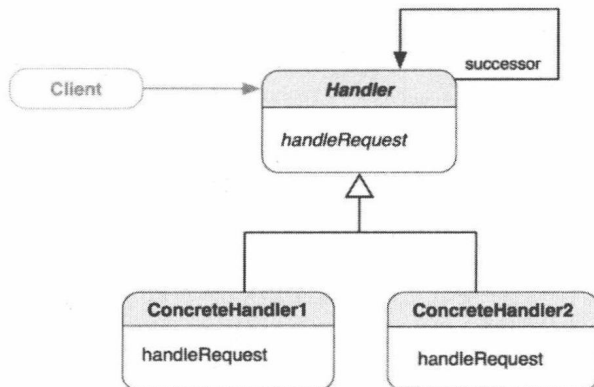 successor
Client
Handler
handleRequest
ConcreteHandler1
ConcreteHandler2
handleRequest
handleRequest